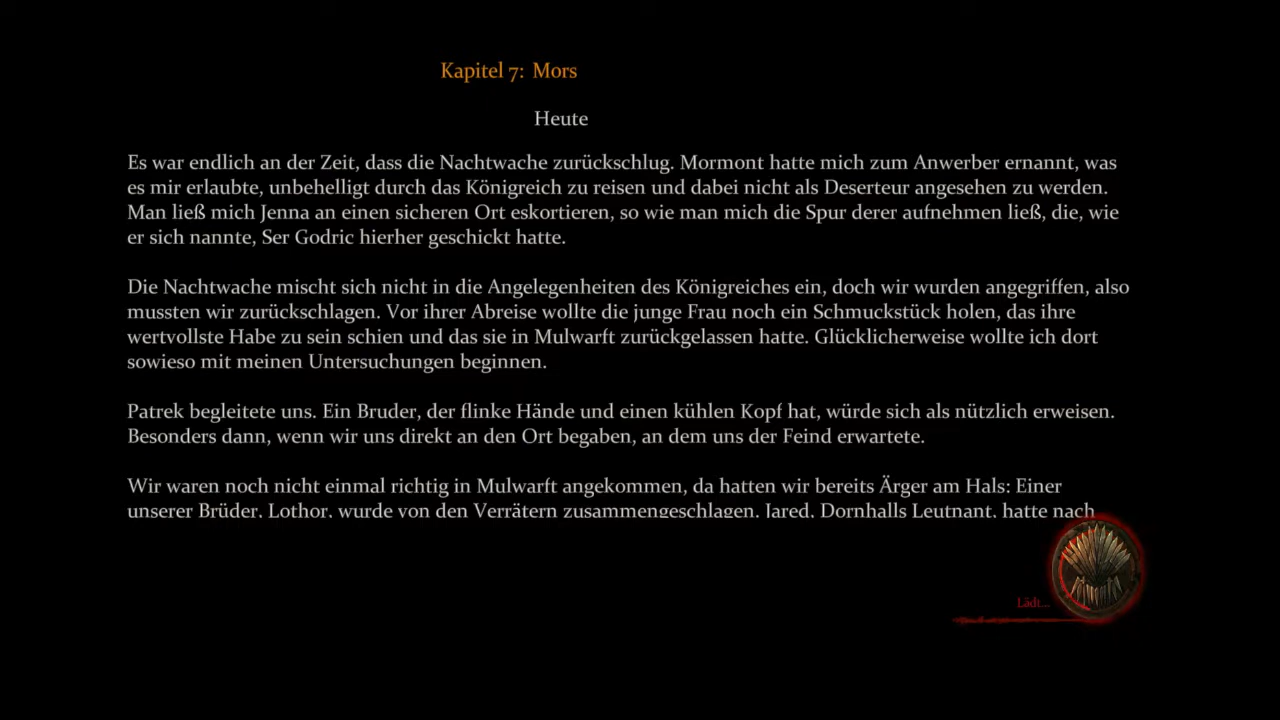 Kapitel 7: Mors
Heute
Es war endlich an der Zeit, dass die Nachtwache zurückschlug. Mormont hatte mich zum Anwerber ernannt, was
es mir erlaubte, unbehelligt durch das Königreich zu reisen und dabei nicht als Deserteur angesehen zu werden.
Man ließ mich Jenna an einen sicheren Ort eskortieren, so wie man mich die Spur derer aufnehmen ließ, die, wie
er sich nannte, Ser Godric hierher geschickt hatte.
Die Nachtwache mischt sich nicht in die Angelegenheiten des Königreiches ein, doch wir wurden angegriffen, also
mussten wir zurückschlagen. Vor ihrer Abreise wollte die junge Frau noch ein Schmuckstück holen, das ihre
wertvollste Habe zu sein schien und das sie in Mulwarft zurückgelassen hatte. Glücklicherweise wollte ich dort
sowieso mit meinen Untersuchungen beginnen.
Patrek begleitete uns. Ein Bruder, der flinke Hände und einen kühlen Kopf hat, würde sich als nützlich erweisen.
Besonders dann, wenn wir uns direkt an den Ort begaben, an dem uns der Feind erwartete.
Wir waren noch nicht einmal richtig in Mulwarft angekommen, da hatten wir bereits Ärger am Hals: Einer
unserer Brüder, Lothor, wurde von den Verrätern zusammengeschlagen. Jared, Dornhalls Leutnant, hatte nach
Lädt...